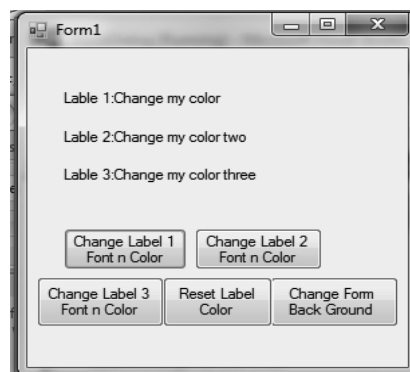 Form1
Lable 1:Change my color
Lable 2:Change my color two
Lable 3:Change my color three
Change Label 1
Font n Color
Change Label 2
Font n Color
Change Label 3
Font n Color
Reset Label
Color
Change Form
Back Ground